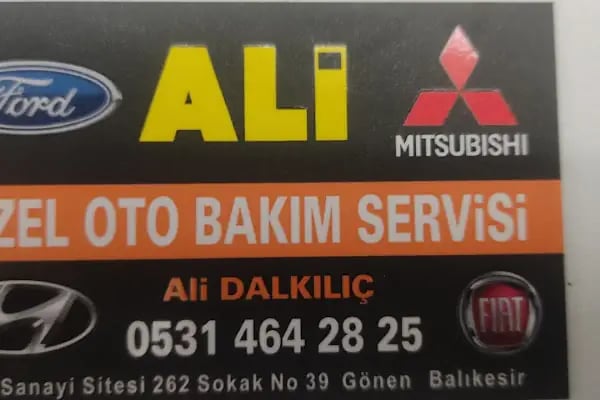 Ford
ALİ
MITSUBISHI
ZEL OTO BAKIM SERVİSİ
Ali DALKILIÇ
0531 464 28 25
FIAT
Sanayi Sitesi 262 Sokak No 39 Gönen Balıkesir